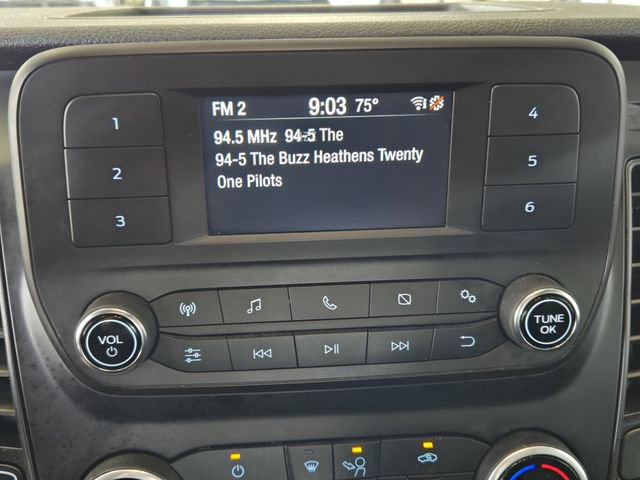 FM 2 9:03 75°
94.5 MHz 94-5 The
94-5 The Buzz Heathens Twenty
One Pilots
1
2
3
4
5
6
VOL
TUNE
OK